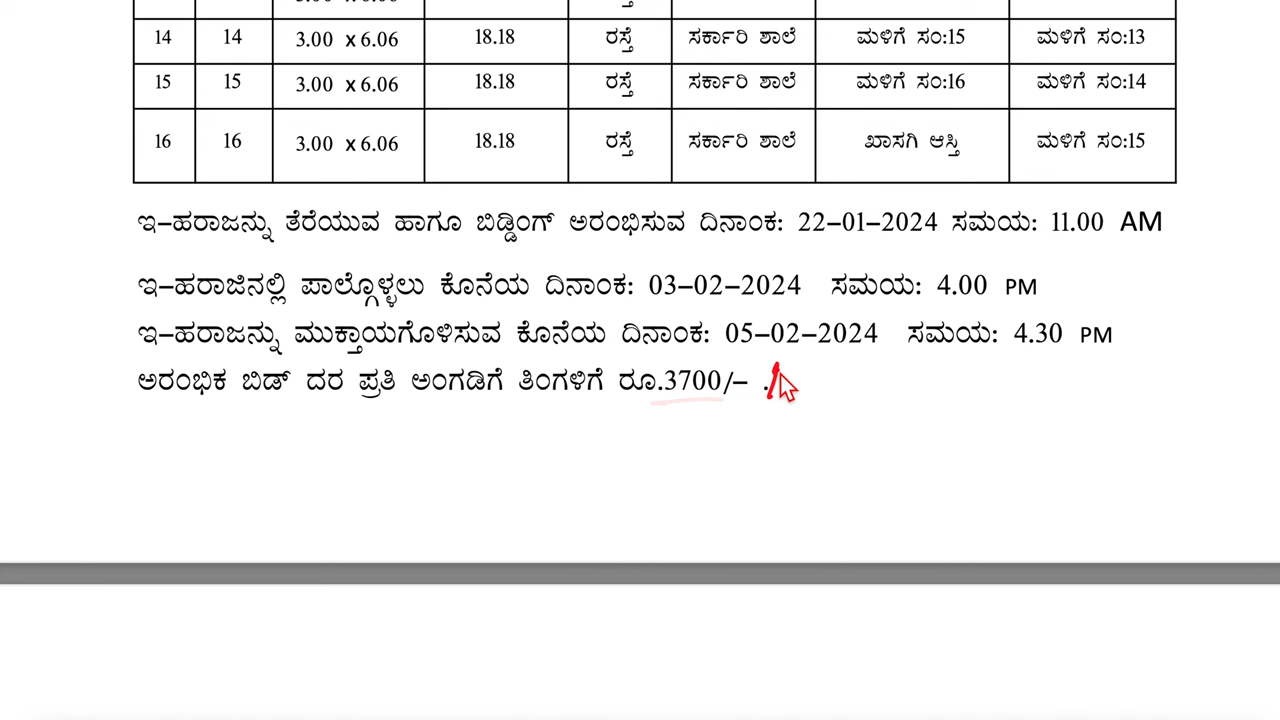 14 14 3.00 x 6.06 18.18 ರಸ್ತೆ ಸರ್ಕಾರಿ ಶಾಲೆ ಮಳಿಗೆ ಸಂ:15 ಮಳಿಗೆ ಸಂ:13
15 15 3.00 x 6.06 18.18 ರಸ್ತೆ ಸರ್ಕಾರಿ ಶಾಲೆ ಮಳಿಗೆ ಸಂ:16 ಮಳಿಗೆ ಸಂ:14
16 16 3.00 x 6.06 18.18 ರಸ್ತೆ ಸರ್ಕಾರಿ ಶಾಲೆ ಖಾಸಗಿ ಆಸ್ತಿ ಮಳಿಗೆ ಸಂ:15
ಇ-ಹರಾಜನ್ನು ತೆರೆಯುವ ಹಾಗೂ ಬಿಡ್ಡಿಂಗ್ ಅರಂಭಿಸುವ ದಿನಾಂಕ: 22-01-2024 ಸಮಯ: 11.00 AM
ಇ-ಹರಾಜಿನಲ್ಲಿ ಪಾಲ್ಗೊಳ್ಳಲು ಕೊನೆಯ ದಿನಾಂಕ: 03-02-2024 ಸಮಯ: 4.00 PM
ಇ-ಹರಾಜನ್ನು ಮುಕ್ತಾಯಗೊಳಿಸುವ ಕೊನೆಯ ದಿನಾಂಕ: 05-02-2024 ಸಮಯ: 4.30 PM
ಅರಂಭಿಕ ಬಿಡ್ ದರ ಪ್ರತಿ ಅಂಗಡಿಗೆ ತಿಂಗಳಿಗೆ ರೂ.3700/- .